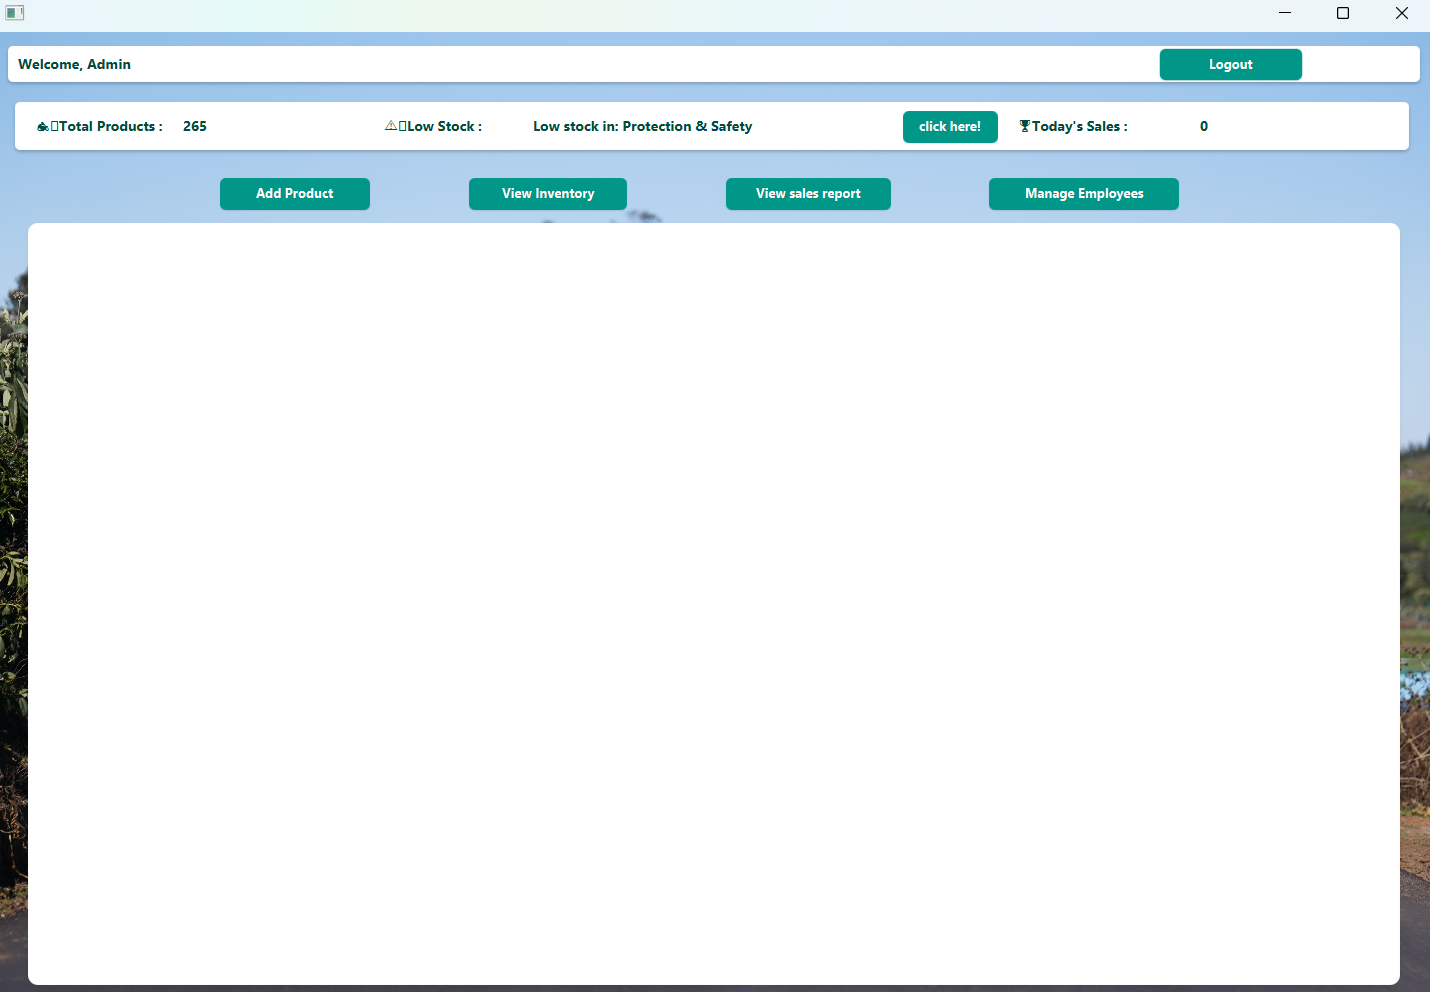 Welcome, Admin
Logout
Total Products : 265
⚠Low Stock : Low stock in: Protection & Safety
click here!
🏆Today's Sales : 0
Add Product
View Inventory
View sales report
Manage Employees